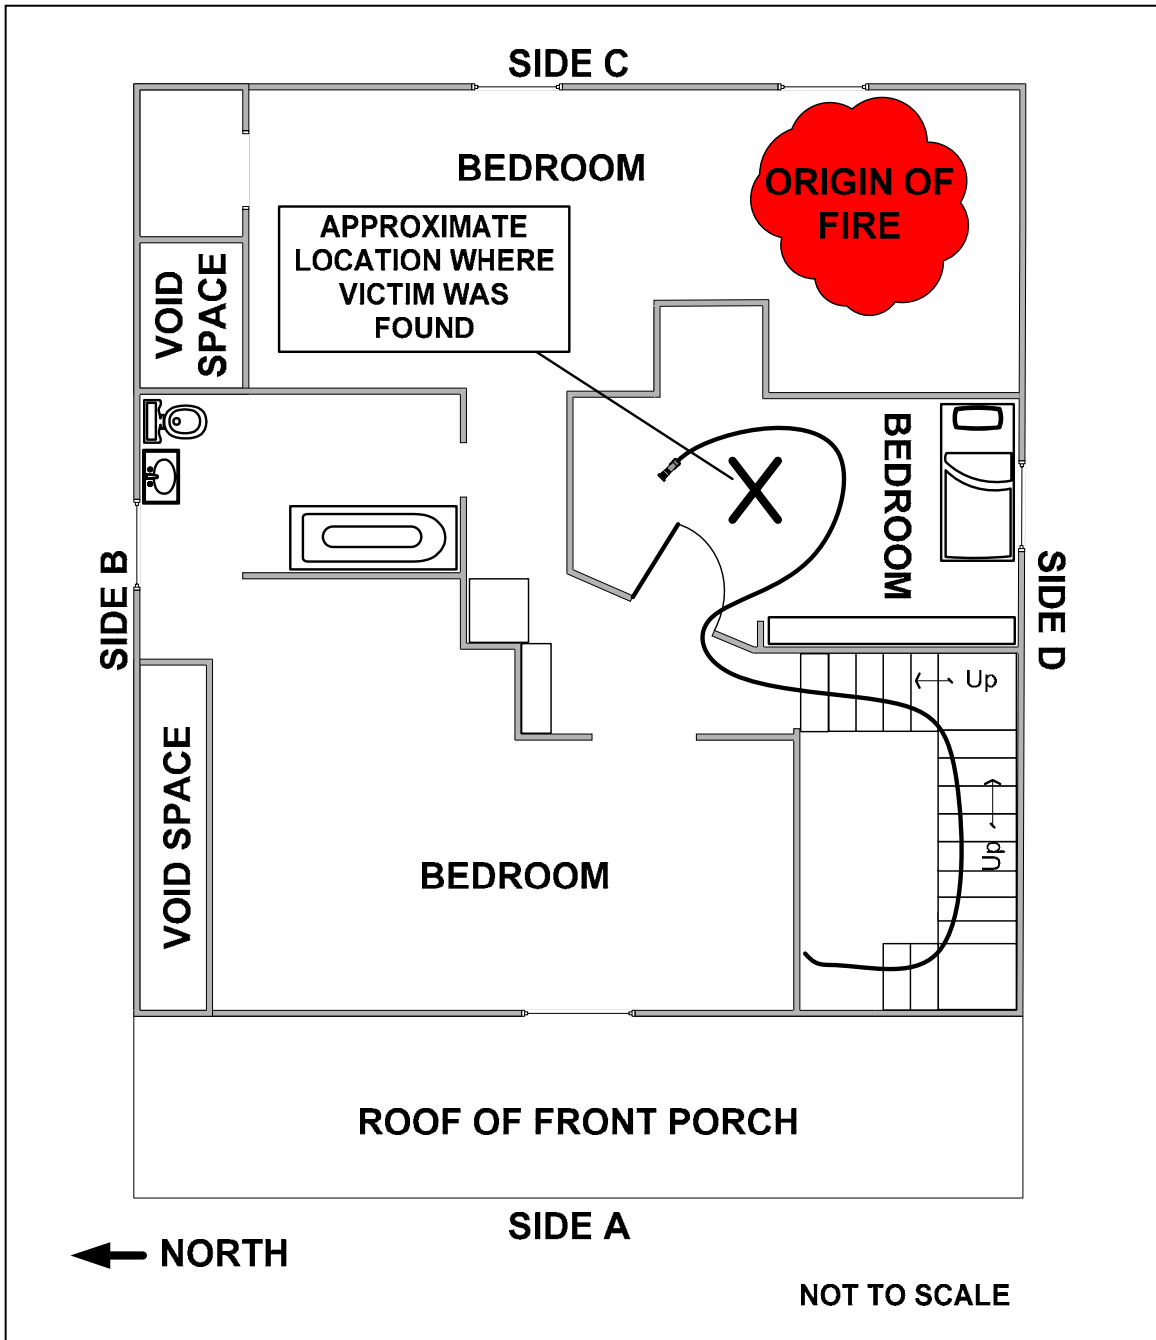 SIDE C
BEDROOM
ORIGIN OF
FIRE
APPROXIMATE
LOCATION WHERE
VICTIM WAS
FOUND
VOID
SPACE
BEDROOM
SIDE B
SIDE D
Up
VOID SPACE
Up
BEDROOM
ROOF OF FRONT PORCH
SIDE A
NORTH
NOT TO SCALE